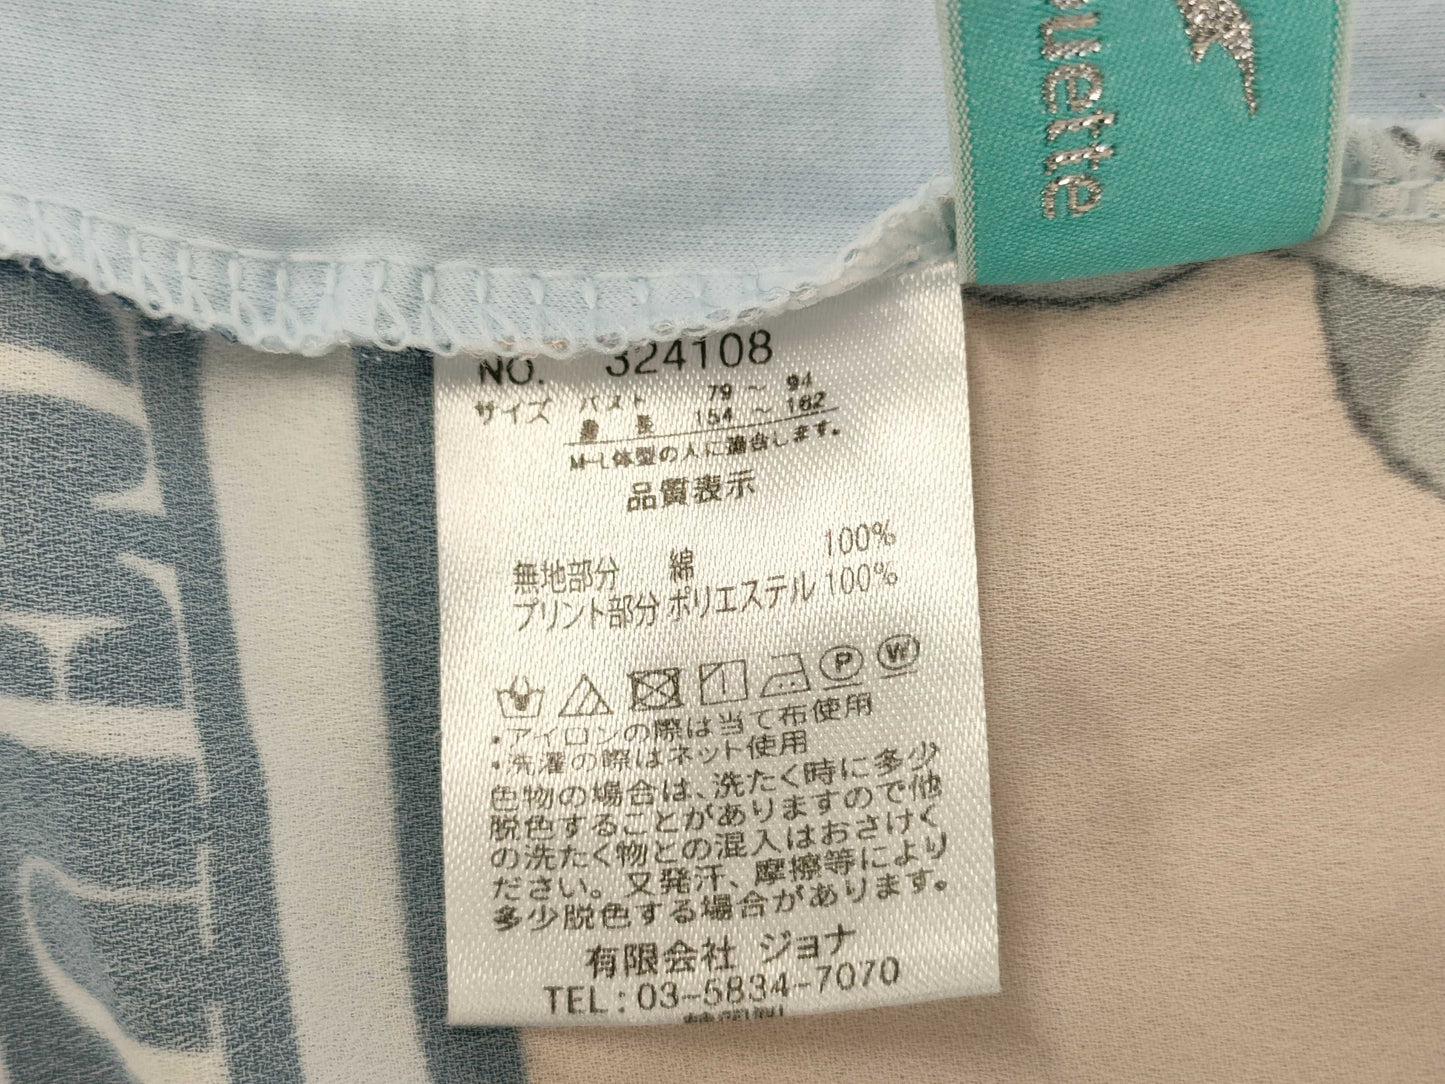 uette
NO. 324108
サイズ バスト 79 ~ 94
身長 154 ~ 162
M-L体型の人に適合します。
品質表示
無地部分 綿 100%
プリント部分 ポリエステル 100%
P W
・アイロンの際は当て布使用
・洗濯の際はネット使用
色物の場合は、洗たく時に多少
脱色することがありますので他
の洗たく物との混入はおさけく
ださい。又発汗、摩擦等により
多少脱色する場合があります。
有限会社 ジョナ
TEL:03-5834-7070